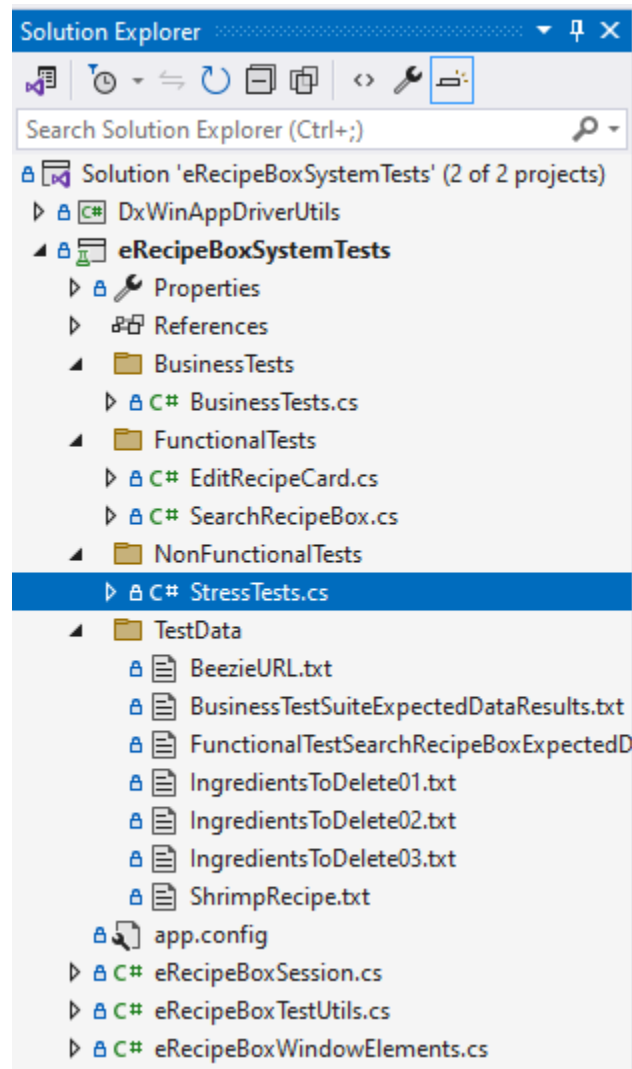 Solution Explorer
Search Solution Explorer (Ctrl+;)
Solution 'eRecipeBoxSystemTests' (2 of 2 projects)
C# DxWinAppDriverUtils
eRecipeBoxSystemTests
Properties
References
BusinessTests
C# BusinessTests.cs
FunctionalTests
C# EditRecipeCard.cs
C# SearchRecipeBox.cs
NonFunctionalTests
C# StressTests.cs
TestData
BeezieURL.txt
BusinessTestSuiteExpectedDataResults.txt
FunctionalTestSearchRecipeBoxExpectedD
IngredientsToDelete01.txt
IngredientsToDelete02.txt
IngredientsToDelete03.txt
ShrimpRecipe.txt
app.config
C# eRecipeBoxSession.cs
C# eRecipeBoxTestUtils.cs
C# eRecipeBoxWindowElements.cs